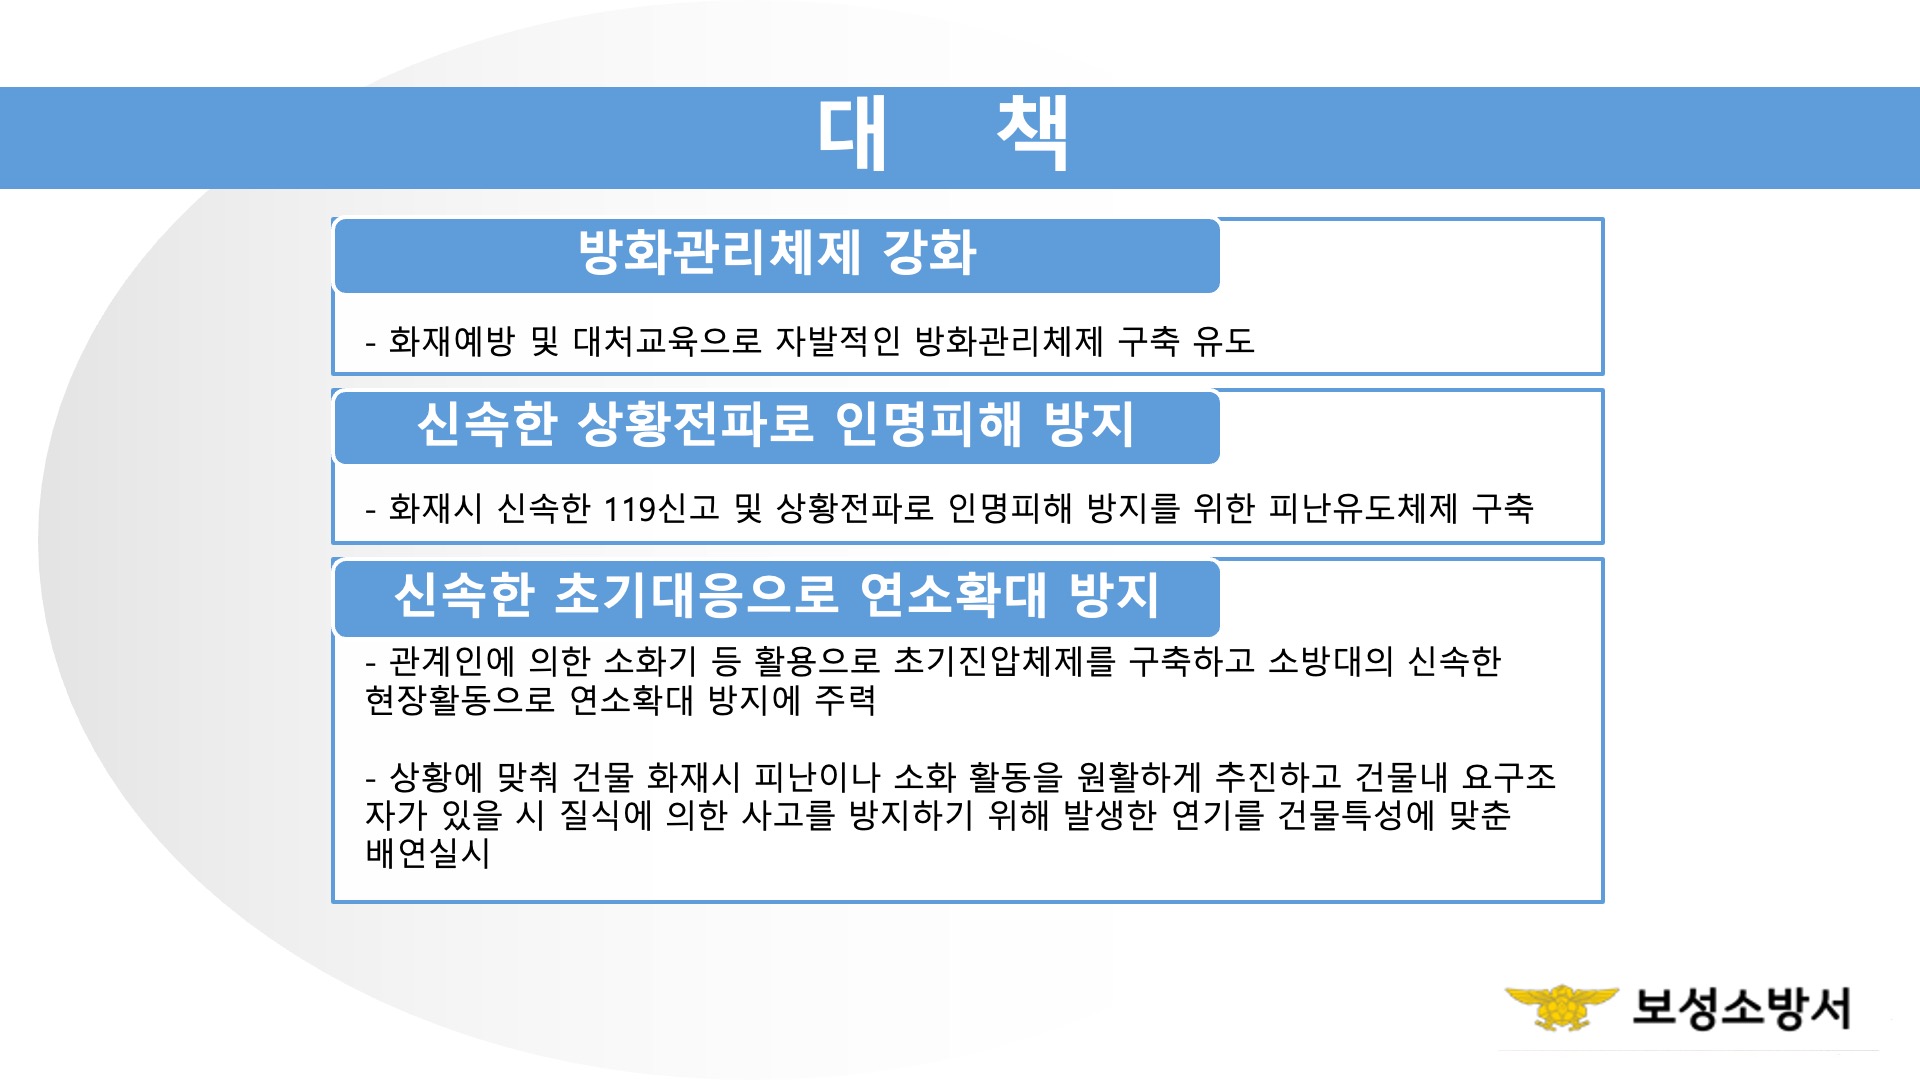 대 책
방화관리체제 강화
- 화재예방 및 대처교육으로 자발적인 방화관리체제 구축 유도
신속한 상황전파로 인명피해 방지
- 화재시 신속한 119신고 및 상황전파로 인명피해 방지를 위한 피난유도체제 구축
신속한 초기대응으로 연소확대 방지
- 관계인에 의한 소화기 등 활용으로 초기진압체제를 구축하고 소방대의 신속한
현장활동으로 연소확대 방지에 주력
- 상황에 맞춰 건물 화재시 피난이나 소화 활동을 원활하게 추진하고 건물내 요구조
자가 있을 시 질식에 의한 사고를 방지하기 위해 발생한 연기를 건물특성에 맞춘
배연실시
보성소방서